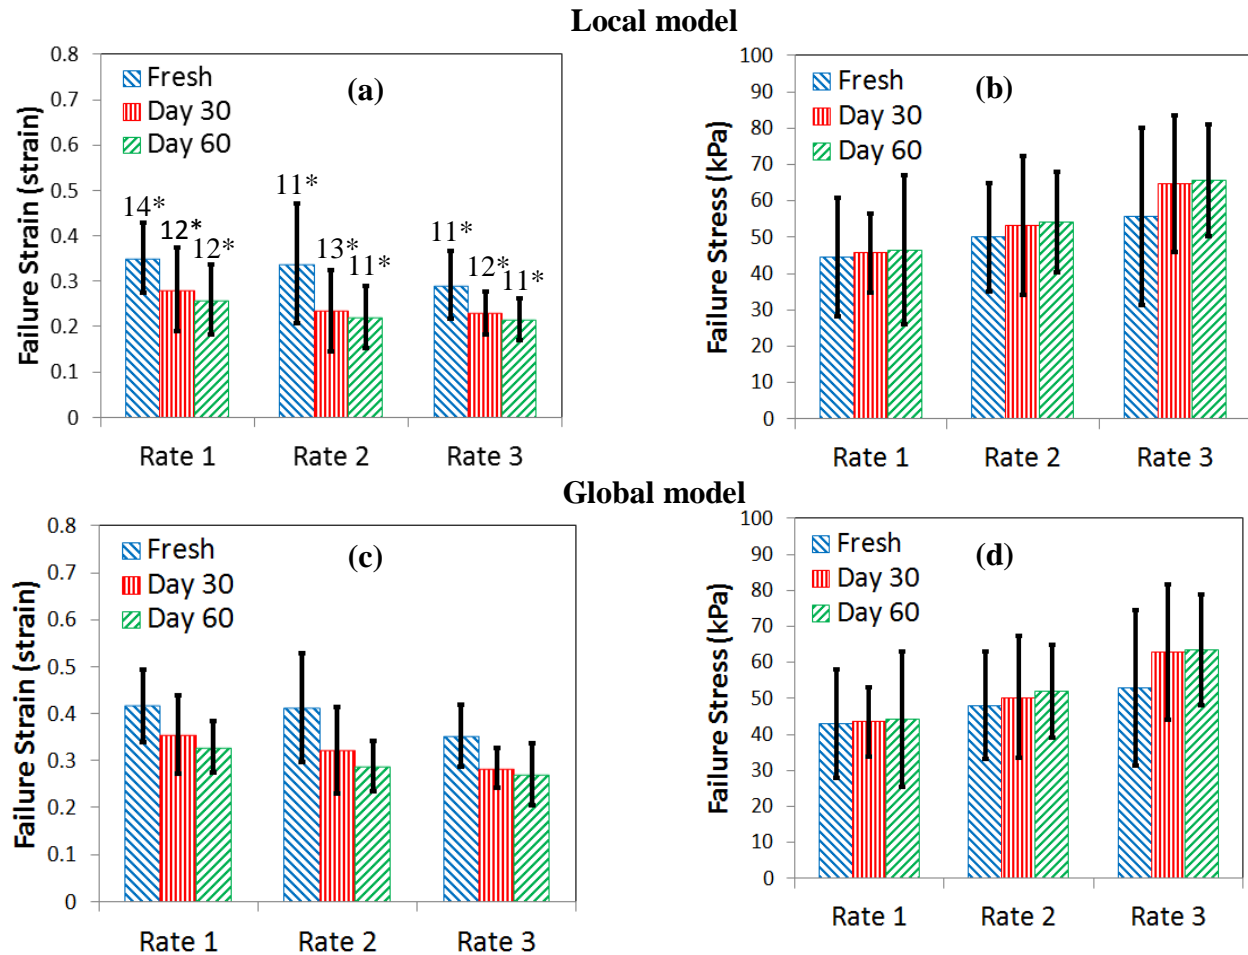 Local model
0.8
0.7
0.6
0.5
0.4
0.3
0.2
0.1
0
Failure Strain (strain)
Fresh
Day 30
Day 60
(a)
14*
12*
12*
11*
13*
11*
11*
12*
11*
Rate 1
Rate 2
Rate 3
100
90
80
70
60
50
40
30
20
10
0
Failure Stress (kPa)
Fresh
Day 30
Day 60
(b)
Rate 1
Rate 2
Rate 3
Global model
0.8
0.7
0.6
0.5
0.4
0.3
0.2
0.1
0
Failure Strain (strain)
Fresh
Day 30
Day 60
(c)
Rate 1
Rate 2
Rate 3
100
90
80
70
60
50
40
30
20
10
0
Failure Stress (kPa)
Fresh
Day 30
Day 60
(d)
Rate 1
Rate 2
Rate 3